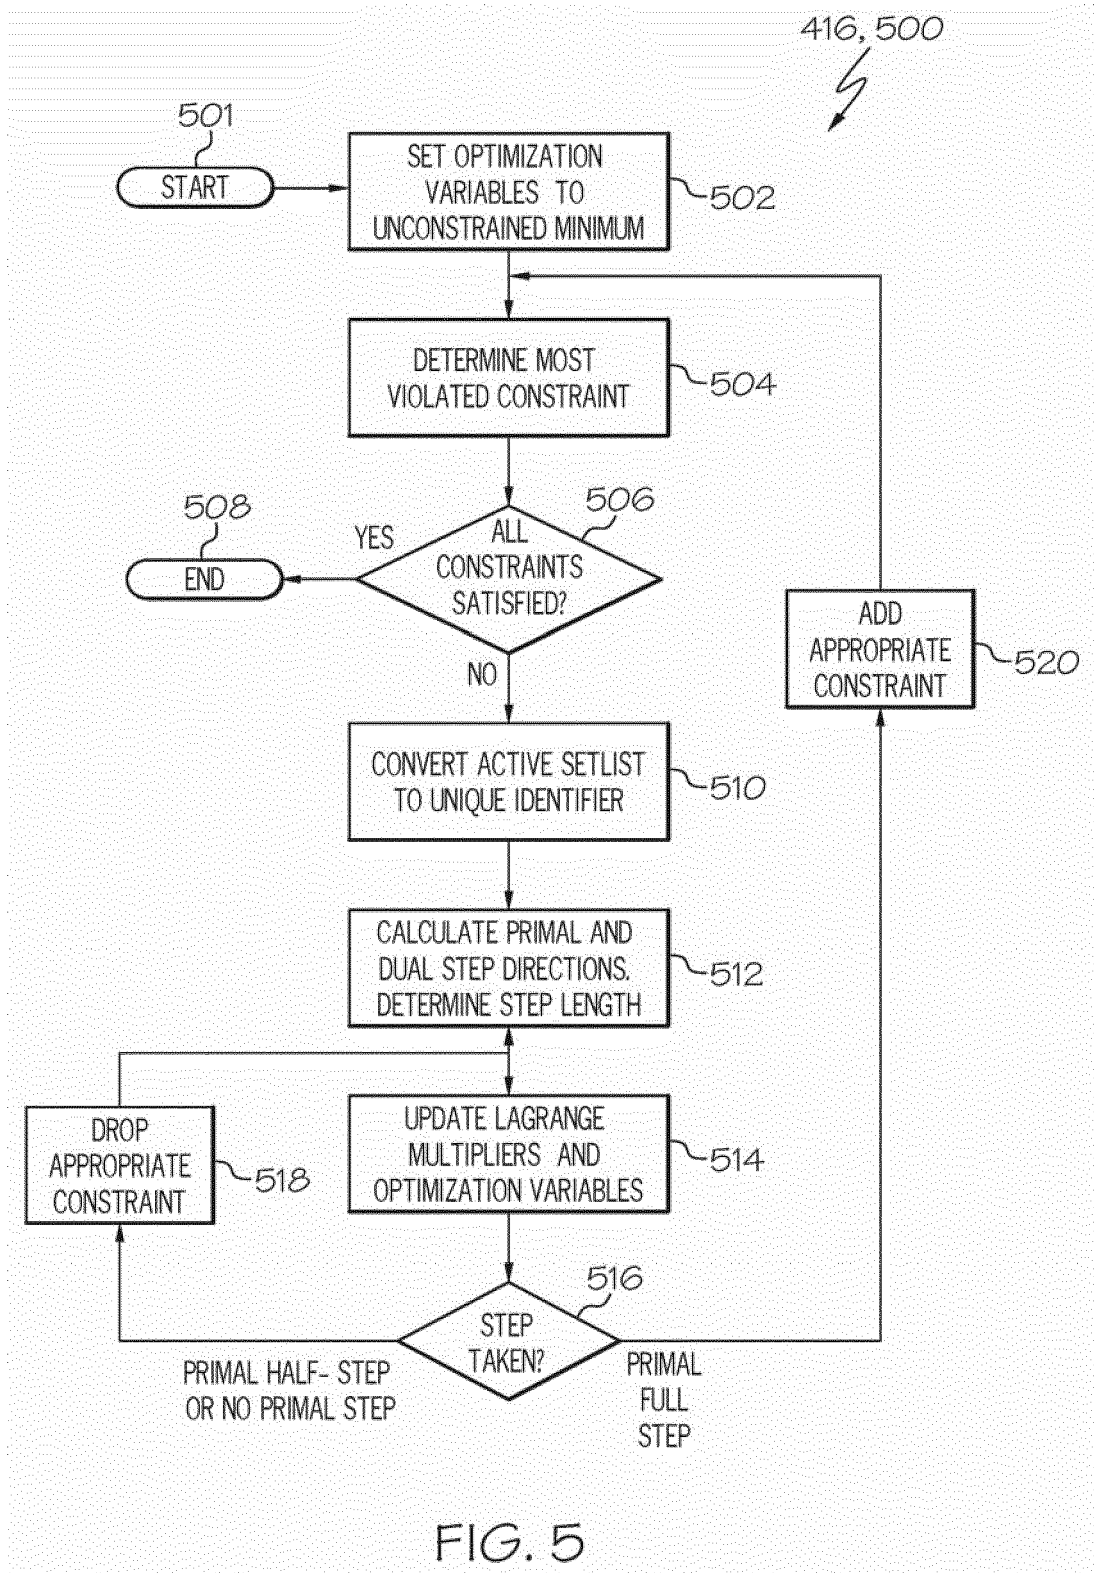 416, 500
501
START
SET OPTIMIZATION
VARIABLES TO
UNCONSTRAINED MINIMUM
502
DETERMINE MOST
VIOLATED CONSTRAINT
504
508
END
YES
506
ALL
CONSTRAINTS
SATISFIED?
NO
ADD
APPROPRIATE
CONSTRAINT
520
CONVERT ACTIVE SETLIST
TO UNIQUE IDENTIFIER
510
CALCULATE PRIMAL AND
DUAL STEP DIRECTIONS.
DETERMINE STEP LENGTH
512
DROP
APPROPRIATE
CONSTRAINT
518
UPDATE LAGRANGE
MULTIPLIERS AND
OPTIMIZATION VARIABLES
514
516
STEP
TAKEN?
PRIMAL HALF- STEP
OR NO PRIMAL STEP
PRIMAL
FULL
STEP
FIG. 5